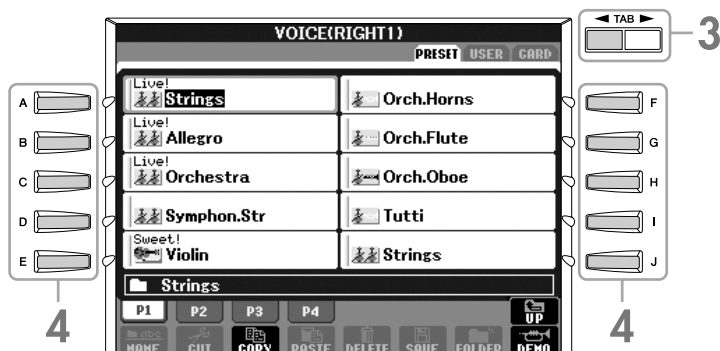 VOICE(RIGHT1)
◄ TAB ►
3
PRESET USER CARD
A
Live!
Strings
Orch.Horns
F
B
Live!
Allegro
Orch.Flute
G
C
Live!
Orchestra
Orch.Oboe
H
D
Symphon.Str
Tutti
I
E
Sweet!
Violin
Strings
J
Strings
4
P1 P2 P3 P4 UP
4
NAME CUT COPY PASTE DELETE SAVE FOLDER DEMO